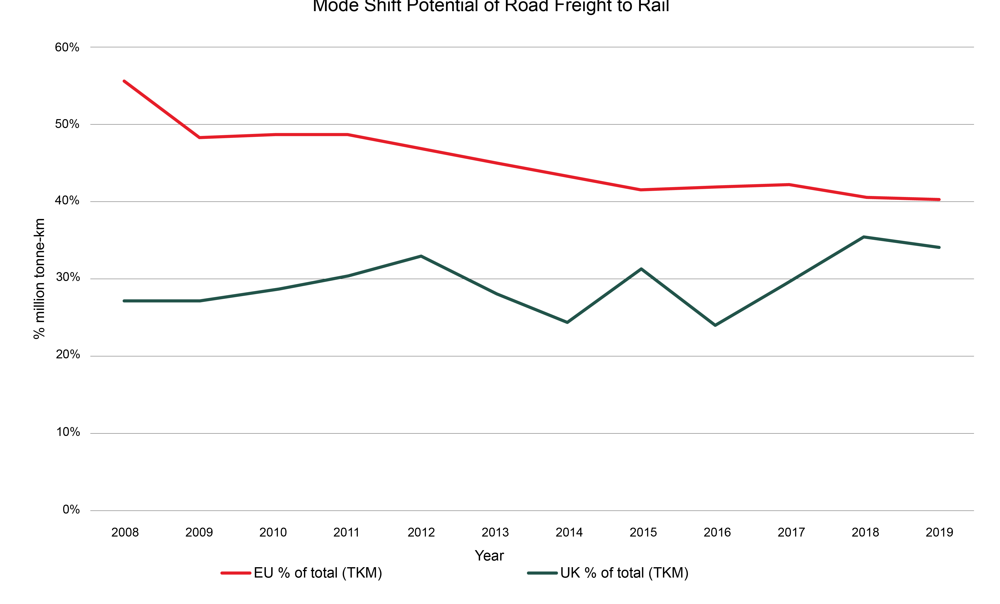 Mode Shift Potential of Road Freight to Rail
60%
50%
40%
30%
20%
10%
0%
% million tonne-km
2008 2009 2010 2011 2012 2013 2014 2015 2016 2017 2018 2019
Year
EU % of total (TKM) UK % of total (TKM)